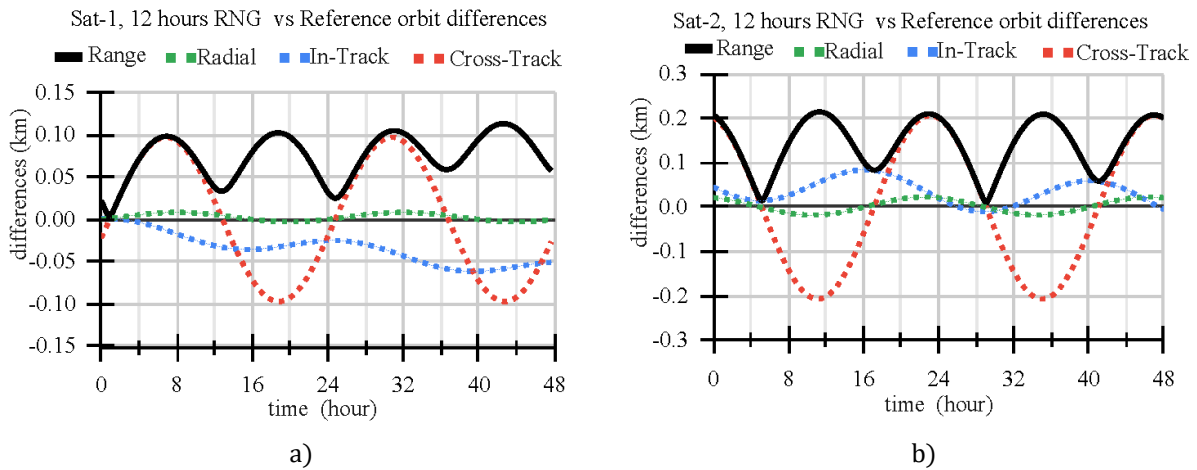 Sat-1, 12 hours RNG vs Reference orbit differences
Range Radial In-Track Cross-Track
differences (km)
0.15
0.10
0.05
0.00
-0.05
-0.10
-0.15
0 8 16 24 32 40 48
time (hour)
a)
Sat-2, 12 hours RNG vs Reference orbit differences
Range Radial In-Track Cross-Track
differences (km)
0.3
0.2
0.1
0.0
-0.1
-0.2
-0.3
0 8 16 24 32 40 48
time (hour)
b)